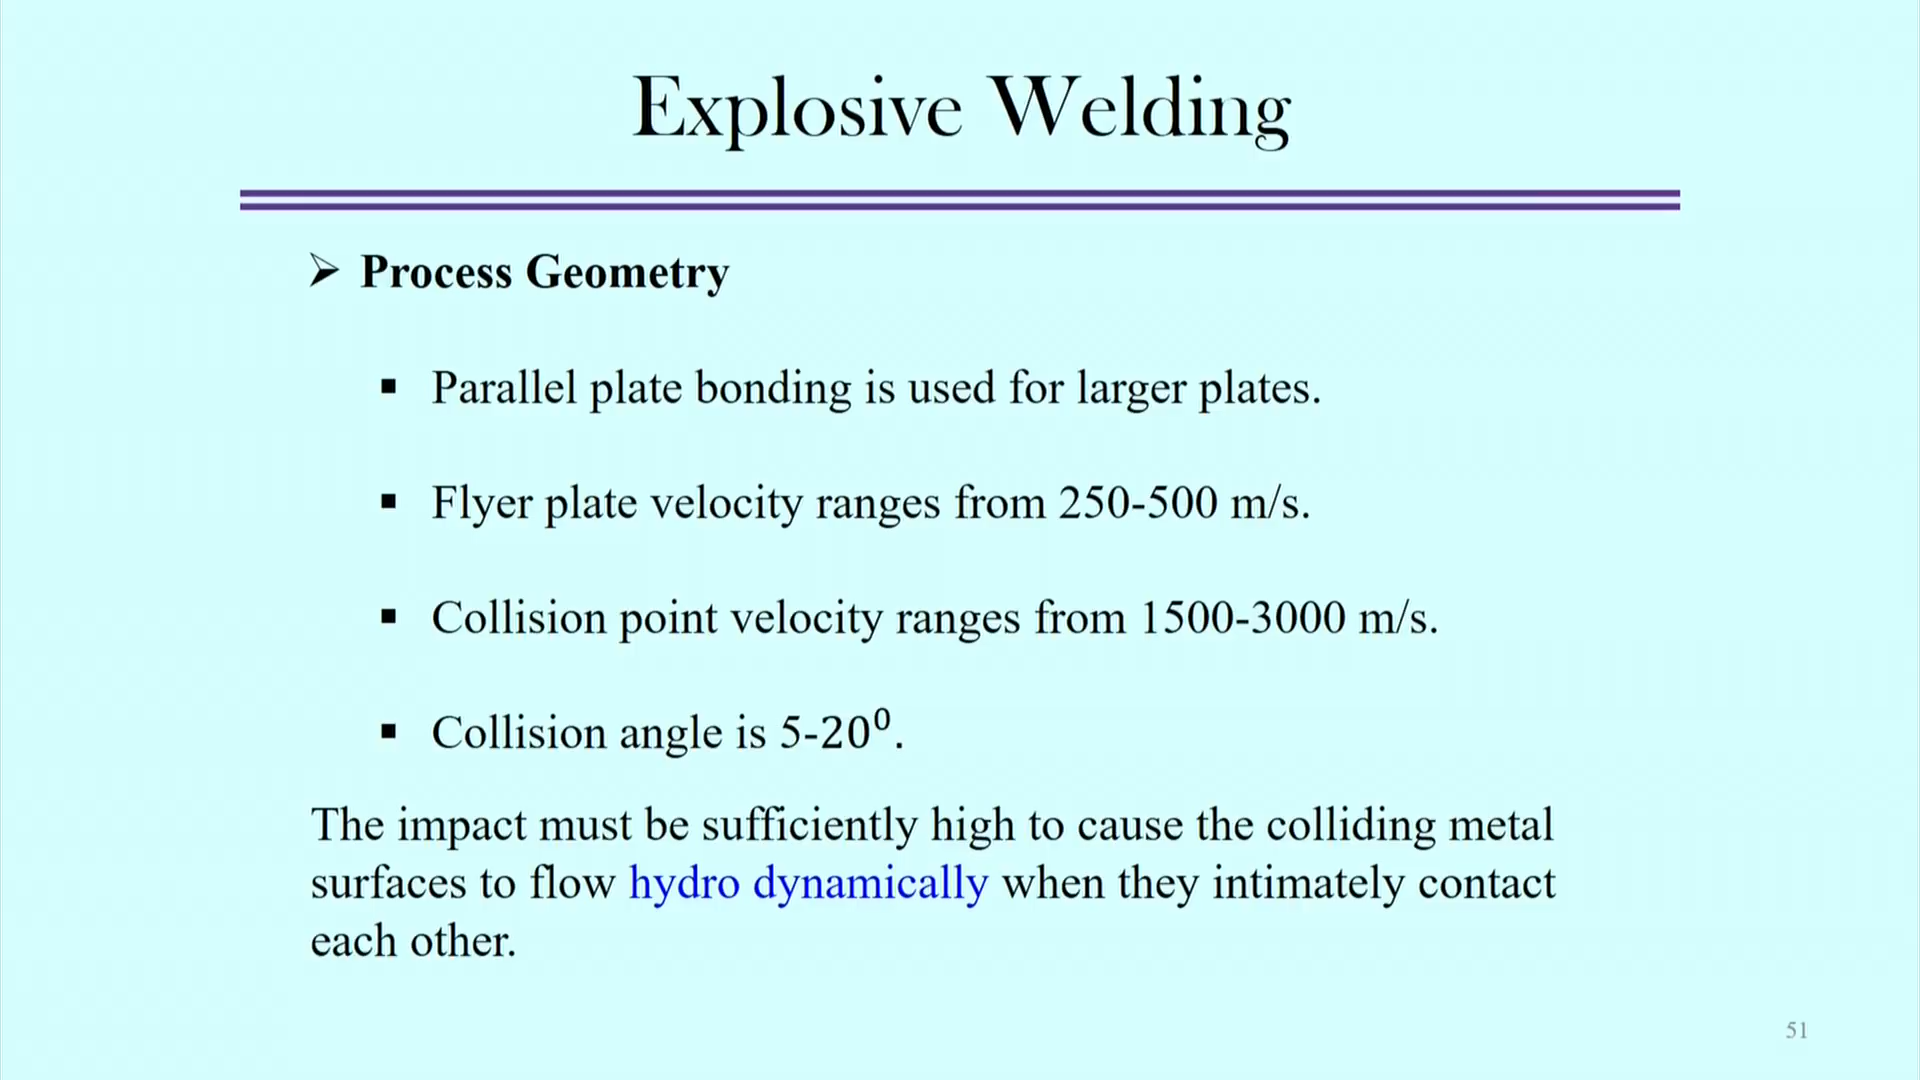 Explosive Welding
➢ Process Geometry
▪ Parallel plate bonding is used for larger plates.
▪ Flyer plate velocity ranges from 250-500 m/s.
▪ Collision point velocity ranges from 1500-3000 m/s.
▪ Collision angle is 5-20⁰.
The impact must be sufficiently high to cause the colliding metal
surfaces to flow hydro dynamically when they intimately contact
each other.
51